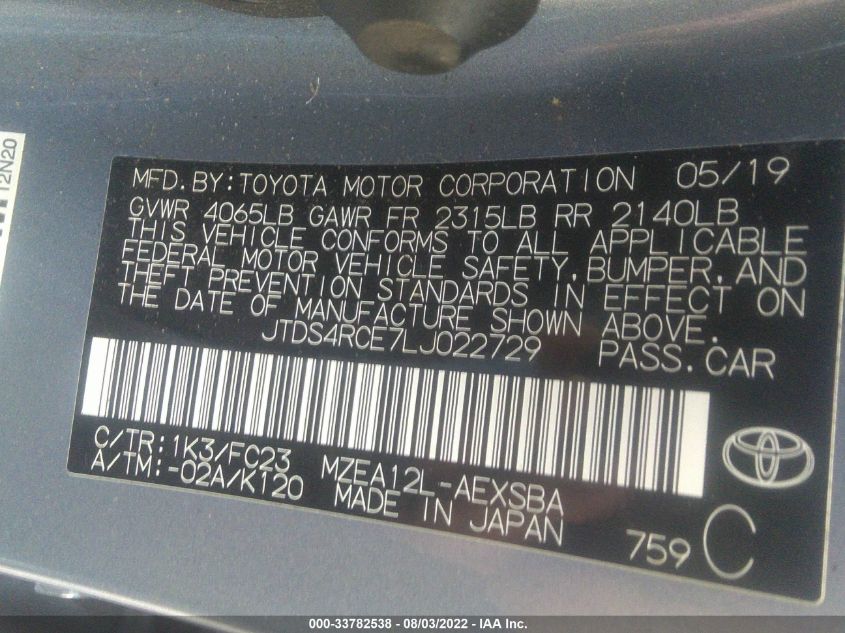 12N20
MFD.BY:TOYOTA MOTOR CORPORATION 05/19
GVWR 4065LB GAWR FR 2315LB RR 2140LB
THIS VEHICLE CONFORMS TO ALL APPLICABLE
FEDERAL MOTOR VEHICLE SAFETY,BUMPER,AND
THEFT PREVENTION STANDARDS IN EFFECT ON
THE DATE OF MANUFACTURE SHOWN ABOVE.
JTDS4RCE7LJ022729 PASS.CAR
C/TR:1K3/FC23
A/TM:-02A/K120
MZEA12L-AEXSBA
MADE IN JAPAN
759 C
000-33782538 - 08/03/2022 - IAA Inc.